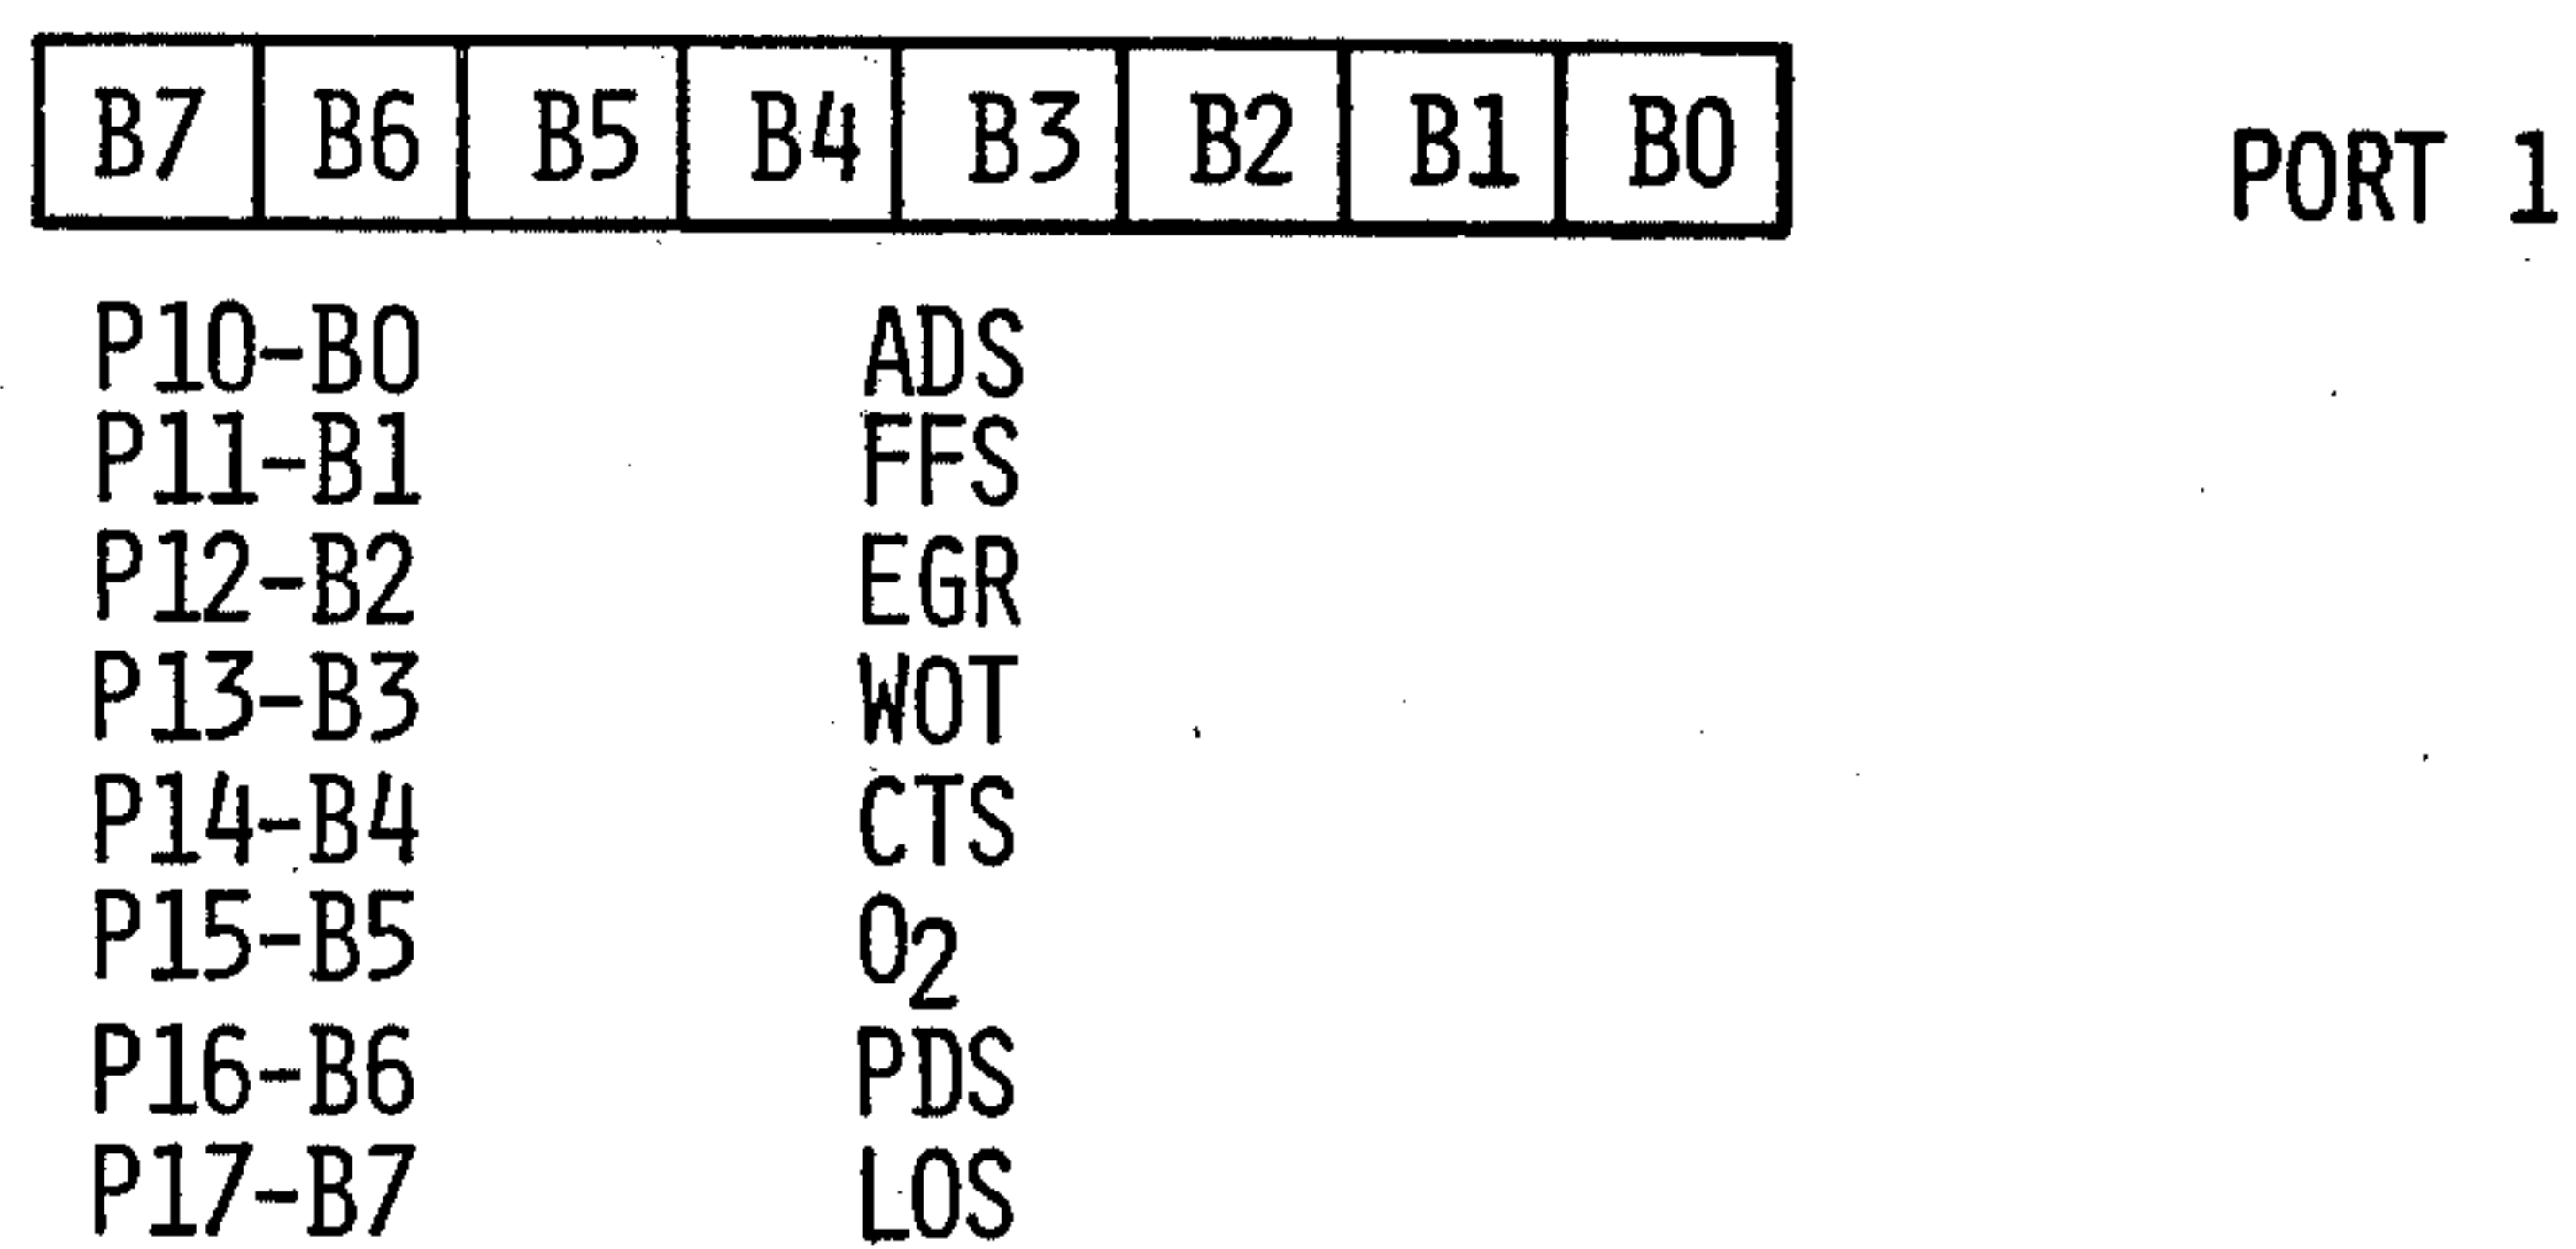 B7 B6 B5 B4 B3 B2 B1 B0 PORT 1
P10-B0 ADS
P11-B1 FFS
P12-B2 EGR
P13-B3 WOT
P14-B4 CTS
P15-B5 O2
P16-B6 PDS
P17-B7 LOS